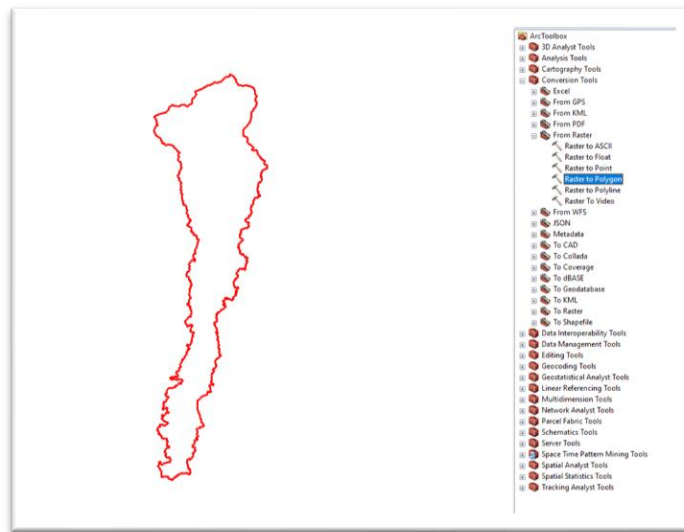 ArcToolbox
3D Analyst Tools
Analysis Tools
Cartography Tools
Conversion Tools
Excel
From GPS
From KML
From PDF
From Raster
Raster to ASCII
Raster to Float
Raster to Point
Raster to Polygon
Raster to Polyline
Raster To Video
From WFS
JSON
Metadata
To CAD
To Collada
To Coverage
To dBASE
To Geodatabase
To KML
To Raster
To Shapefile
Data Interoperability Tools
Data Management Tools
Editing Tools
Geocoding Tools
Geostatistical Analyst Tools
Linear Referencing Tools
Multidimension Tools
Network Analyst Tools
Parcel Fabric Tools
Schematics Tools
Server Tools
Space Time Pattern Mining Tools
Spatial Analyst Tools
Spatial Statistics Tools
Tracking Analyst Tools